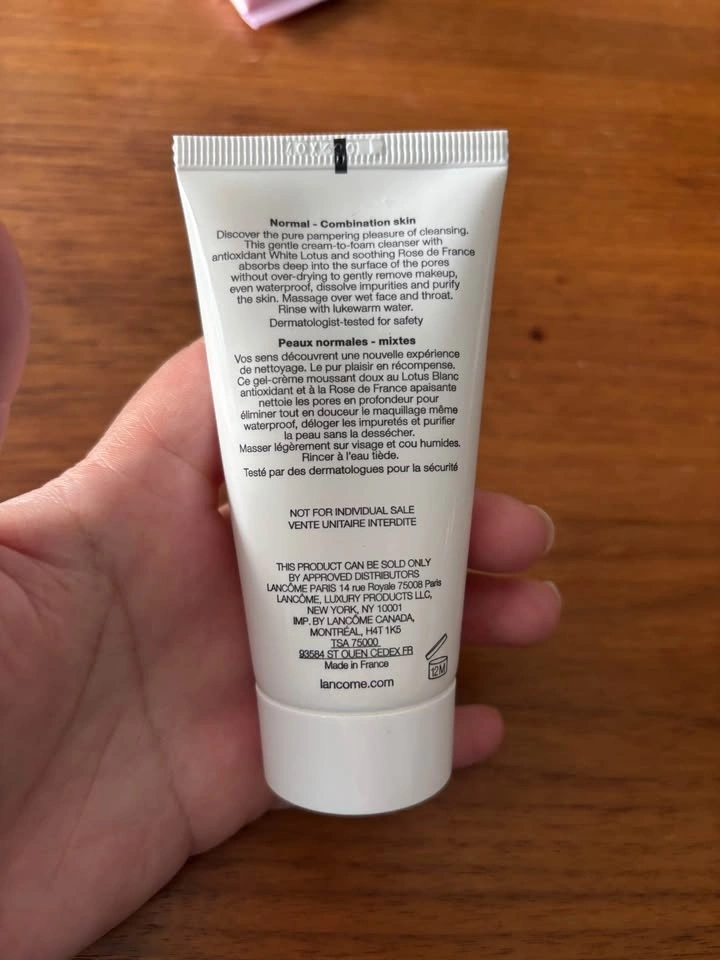 Normal - Combination skin
Discover the pure pampering pleasure of cleansing.
This gentle cream-to-foam cleanser with
antioxidant White Lotus and soothing Rose de France
absorbs deep into the surface of the pores
without over-drying to gently remove makeup,
even waterproof, dissolve impurities and purify
the skin. Massage over wet face and throat.
Rinse with lukewarm water.
Dermatologist-tested for safety
Peaux normales - mixtes
Vos sens découvrent une nouvelle expérience
de nettoyage. Le pur plaisir en récompense.
Ce gel-crème moussant doux au Lotus Blanc
antioxidant et à la Rose de France apaisante
nettoie les pores en profondeur pour
éliminer tout en douceur le maquillage même
waterproof, déloger les impuretés et purifier
la peau sans la dessécher.
Masser légèrement sur visage et cou humides.
Rincer à l'eau tiède.
Testé par des dermatologues pour la sécurité
NOT FOR INDIVIDUAL SALE
VENTE UNITAIRE INTERDITE
THIS PRODUCT CAN BE SOLD ONLY
BY APPROVED DISTRIBUTORS
LANCÔME PARIS 14 rue Royale 75008 Paris
LANCÔME, LUXURY PRODUCTS LLC,
NEW YORK, NY 10001
IMP. BY LANCÔME CANADA,
MONTRÉAL, H4T 1K5
TSA 75000
93584 ST OUEN CEDEX FR
Made in France
12M
lancome.com